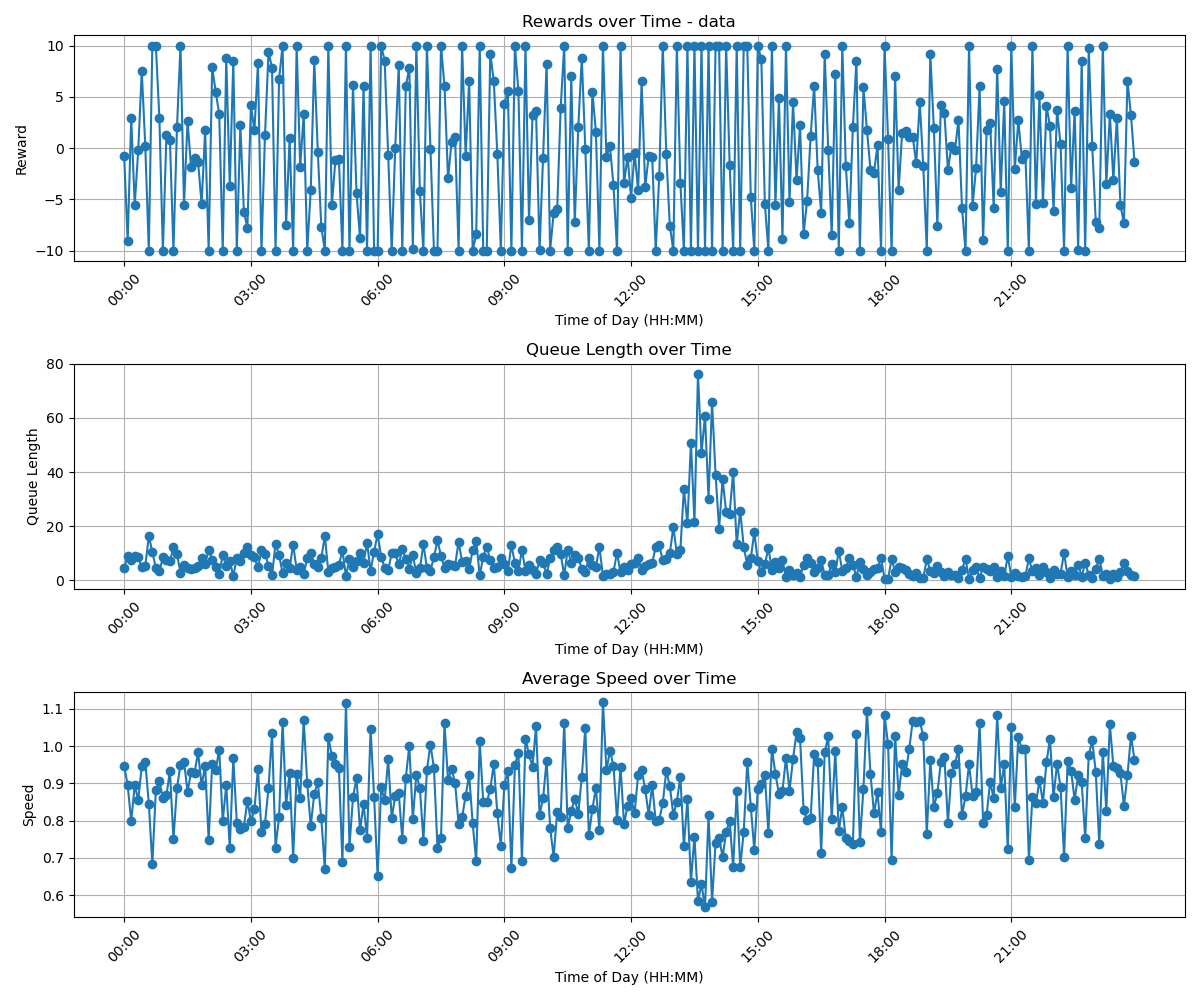 Rewards over Time - data
Reward
10
5
0
−5
−10
00:00 03:00 06:00 09:00 12:00 15:00 18:00 21:00
Time of Day (HH:MM)
Queue Length over Time
Queue Length
80
60
40
20
0
00:00 03:00 06:00 09:00 12:00 15:00 18:00 21:00
Time of Day (HH:MM)
Average Speed over Time
Speed
1.1
1.0
0.9
0.8
0.7
0.6
00:00 03:00 06:00 09:00 12:00 15:00 18:00 21:00
Time of Day (HH:MM)